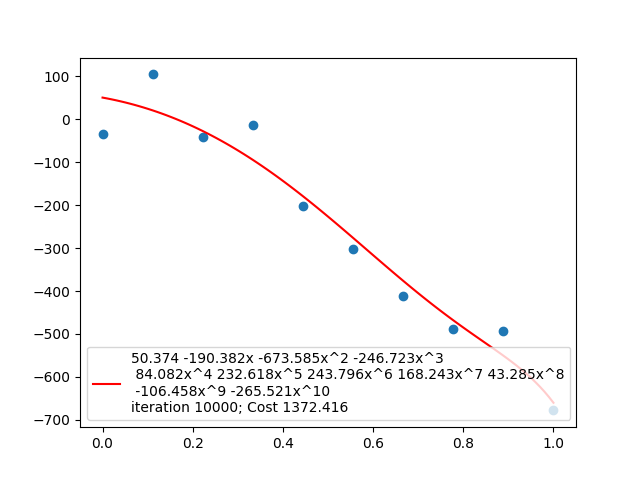 100
0
−100
−200
−300
−400
−500
−600
−700
50.374 -190.382x -673.585x^2 -246.723x^3
84.082x^4 232.618x^5 243.796x^6 168.243x^7 43.285x^8
-106.458x^9 -265.521x^10
iteration 10000; Cost 1372.416
0.0 0.2 0.4 0.6 0.8 1.0